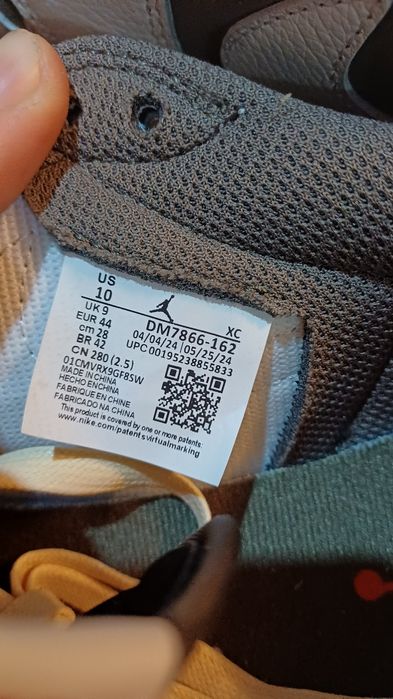 US
10
UK 9
EUR 44
cm 28
BR 42
CN 280 (2.5)
DM7866-162 XC
04/04/24 05/25/24
UPC 00195238855833
01CMVRX9GF8SW
MADE IN CHINA
HECHO EN CHINA
FABRIQUE EN CHINE
FABRICADO NA CHINA
This product is covered by one or more patents:
www.nike.com/patents.virtualmarking